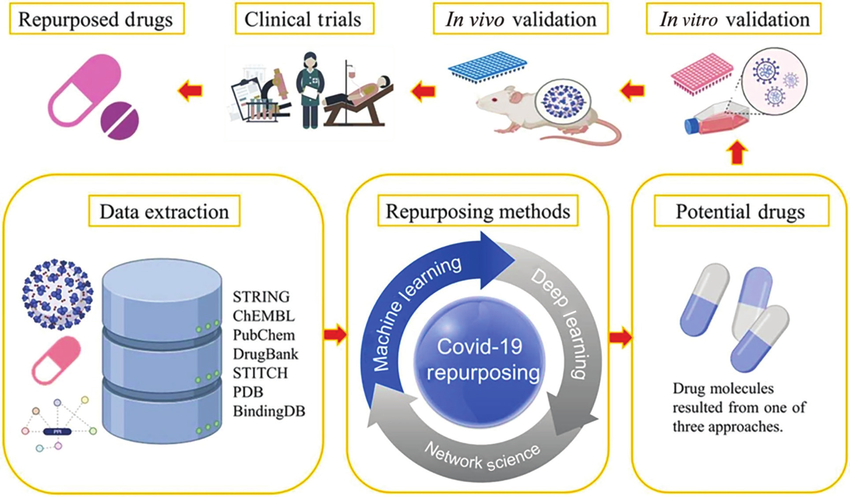 Repurposed drugs
Clinical trials
In vivo validation
In vitro validation
Data extraction
STRING
ChEMBL
PubChem
DrugBank
STITCH
PDB
BindingDB
Repurposing methods
Machine learning
Deep learning
Network science
Covid-19
repurposing
Potential drugs
Drug molecules
resulted from one of
three approaches.